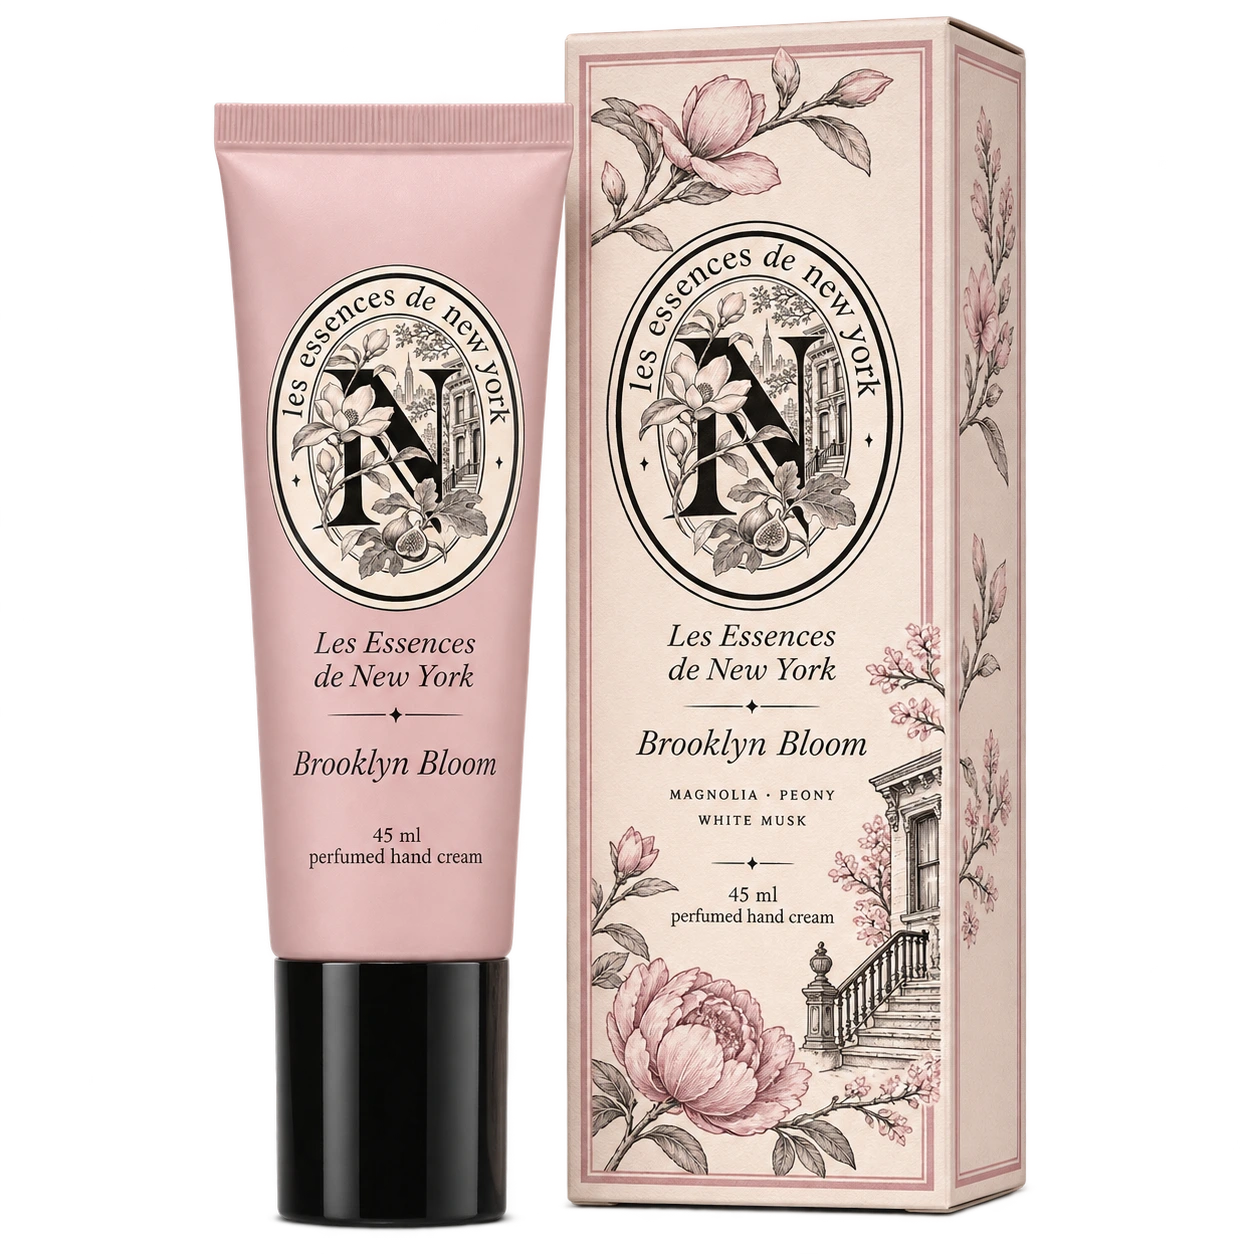 les essences de new york
N
Les Essences
de New York
Brooklyn Bloom
45 ml
perfumed hand cream
les essences de new york
N
Les Essences
de New York
Brooklyn Bloom
MAGNOLIA · PEONY
WHITE MUSK
45 ml
perfumed hand cream